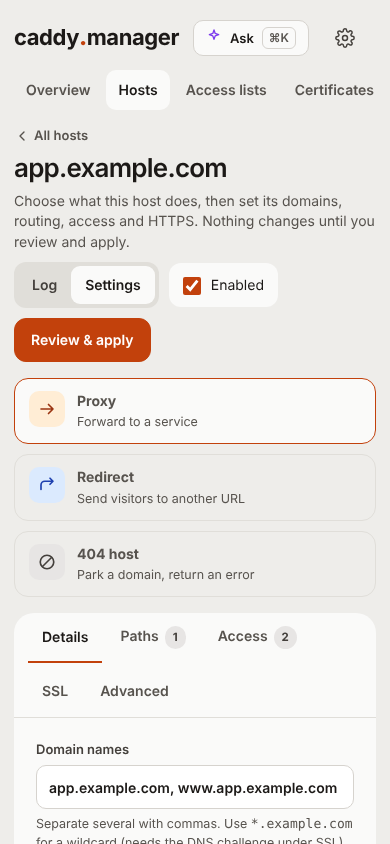 caddy.manager
Ask ⌘K
Overview Hosts Access lists Certificates
All hosts
app.example.com
Choose what this host does, then set its domains,
routing, access and HTTPS. Nothing changes until you
review and apply.
Log Settings Enabled
Review & apply
Proxy
Forward to a service
Redirect
Send visitors to another URL
404 host
Park a domain, return an error
Details Paths 1 Access 2
SSL Advanced
Domain names
app.example.com, www.app.example.com
Separate several with commas. Use *.example.com
for a wildcard (needs the DNS challenge under SSL).